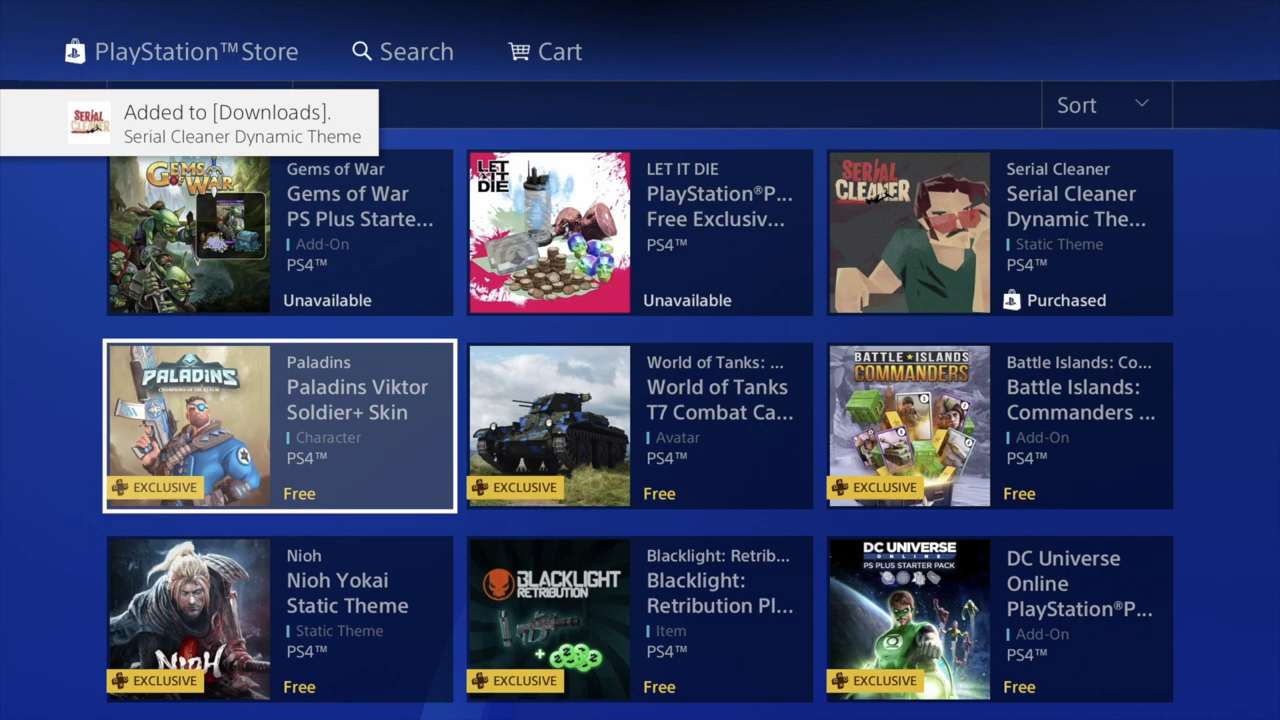 PlayStation™Store
Search
Cart
Added to [Downloads].
Serial Cleaner Dynamic Theme
Sort
GEMS
OF WAR
Gems of War
Gems of War
PS Plus Starte...
Add-On
PS4™
Unavailable
LET
IT
DIE
LET IT DIE
PlayStation®P...
Free Exclusiv...
PS4™
Unavailable
SERIAL
CLEANER
Serial Cleaner
Serial Cleaner
Dynamic The...
Static Theme
PS4™
Purchased
PALADINS
CHAMPIONS OF THE REALM
EXCLUSIVE
Paladins
Paladins Viktor
Soldier+ Skin
Character
PS4™
Free
EXCLUSIVE
World of Tanks: ...
World of Tanks
T7 Combat Ca...
Avatar
PS4™
Free
BATTLE ★ ISLANDS
COMMANDERS
EXCLUSIVE
Battle Islands: Co...
Battle Islands:
Commanders ...
Add-On
PS4™
Free
NIOH
EXCLUSIVE
Nioh
Nioh Yokai
Static Theme
Static Theme
PS4™
Free
BLACKLIGHT
RETRIBUTION
+
EXCLUSIVE
Blacklight: Retrib...
Blacklight:
Retribution Pl...
Item
PS4™
Free
DC UNIVERSE
ONLINE
PS PLUS STARTER PACK
EXCLUSIVE
DC Universe
Online
PlayStation®P...
Add-On
PS4™
Free